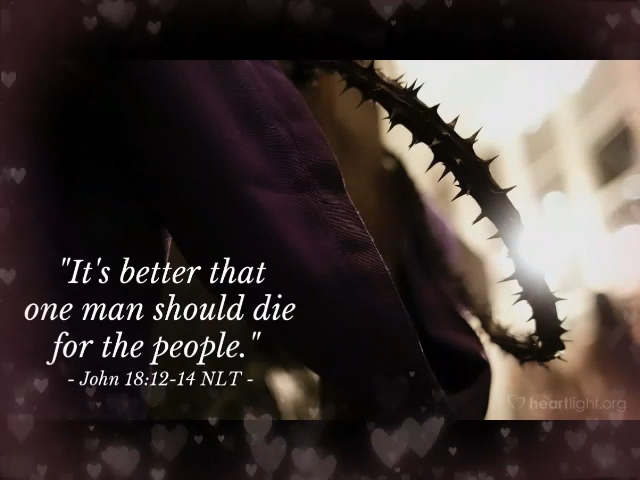 "It's better that
one man should die
for the people."
- John 18:12-14 NLT -
heartlight.org